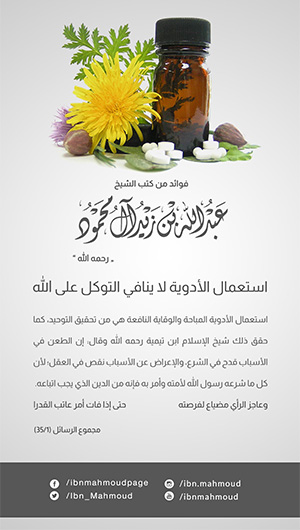 فوائد من كتب الشيخ
عبدالله بن زيد آل محمود
ـ رحمه الله "
استعمال الأدوية لا ينافي التوكل على الله
استعمال الأدوية المباحة والوقاية النافعة هي من تحقيق التوحيد، كما
حقق ذلك شيخ الإسلام ابن تيمية رحمه الله وقال: إن الطعن في
الأسباب قدح في الشرع، والإعراض عن الأسباب نقص في العقل؛ لأن
كل ما شرعه رسول الله لأمته وأمر به فإنه من الدين الذي يجب اتباعه.
وعاجز الرأي مضياع لفرصته حتى إذا فات أمر عاتب القدرا
مجموع الرسائل (35/1)
/ibnmahmoudpage /ibn.mahmoud
/Ibn_Mahmoud /ibnmahmoud